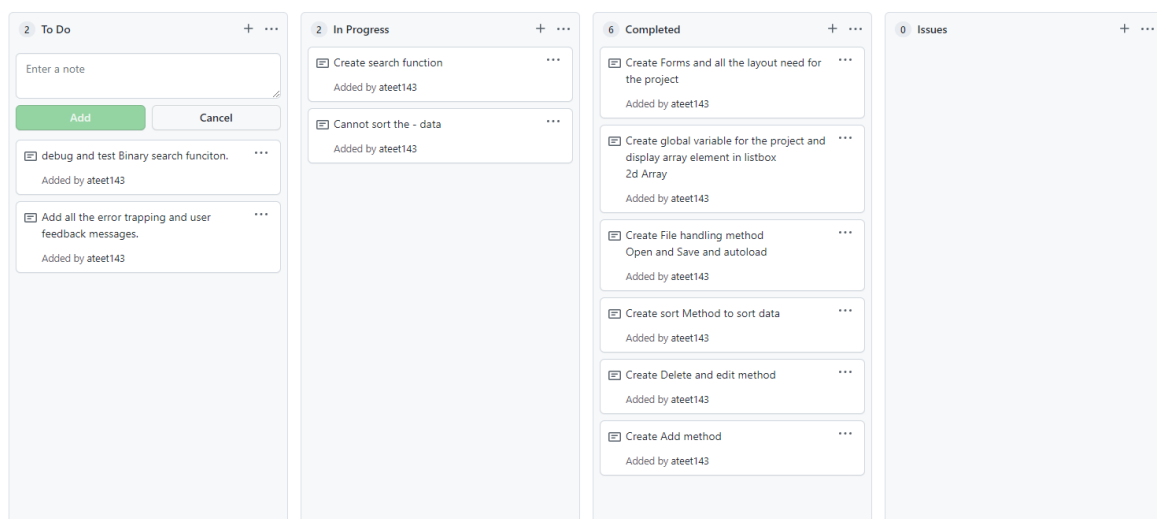 2 To Do
Enter a note
Add Cancel
debug and test Binary search funciton.
Added by ateet143
Add all the error trapping and user
feedback messages.
Added by ateet143
2 In Progress
Create search function
Added by ateet143
Cannot sort the - data
Added by ateet143
6 Completed
Create Forms and all the layout need for
the project
Added by ateet143
Create global variable for the project and
display array element in listbox
2d Array
Added by ateet143
Create File handling method
Open and Save and autoload
Added by ateet143
Create sort Method to sort data
Added by ateet143
Create Delete and edit method
Added by ateet143
Create Add method
Added by ateet143
0 Issues